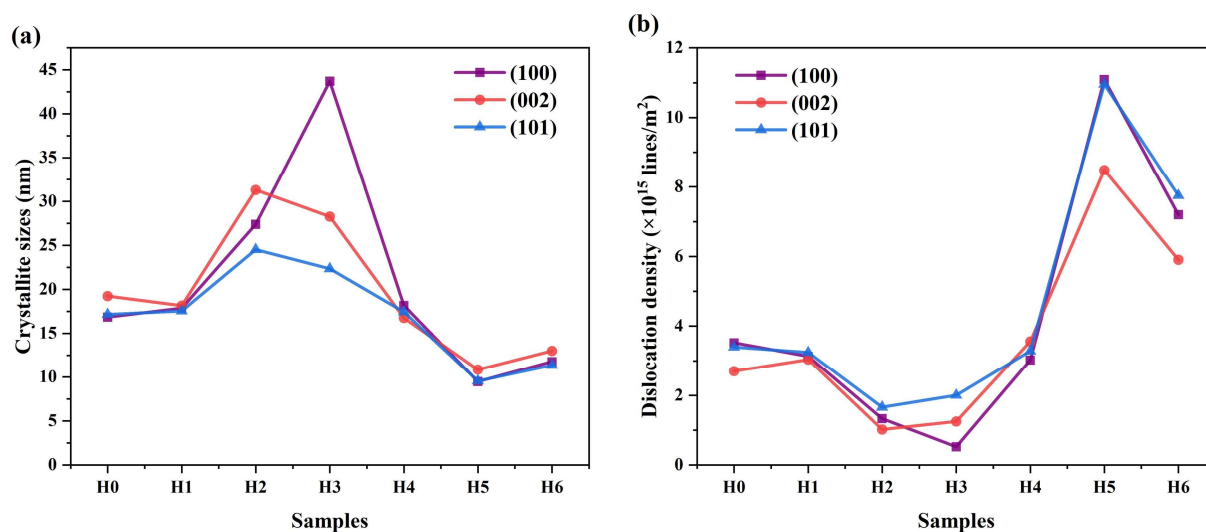 (a)
Crystallite sizes (nm)
45
40
35
30
25
20
15
10
5
0
(100)
(002)
(101)
H0 H1 H2 H3 H4 H5 H6
Samples
(b)
Dislocation density (×10¹⁵ lines/m²)
12
10
8
6
4
2
0
(100)
(002)
(101)
H0 H1 H2 H3 H4 H5 H6
Samples